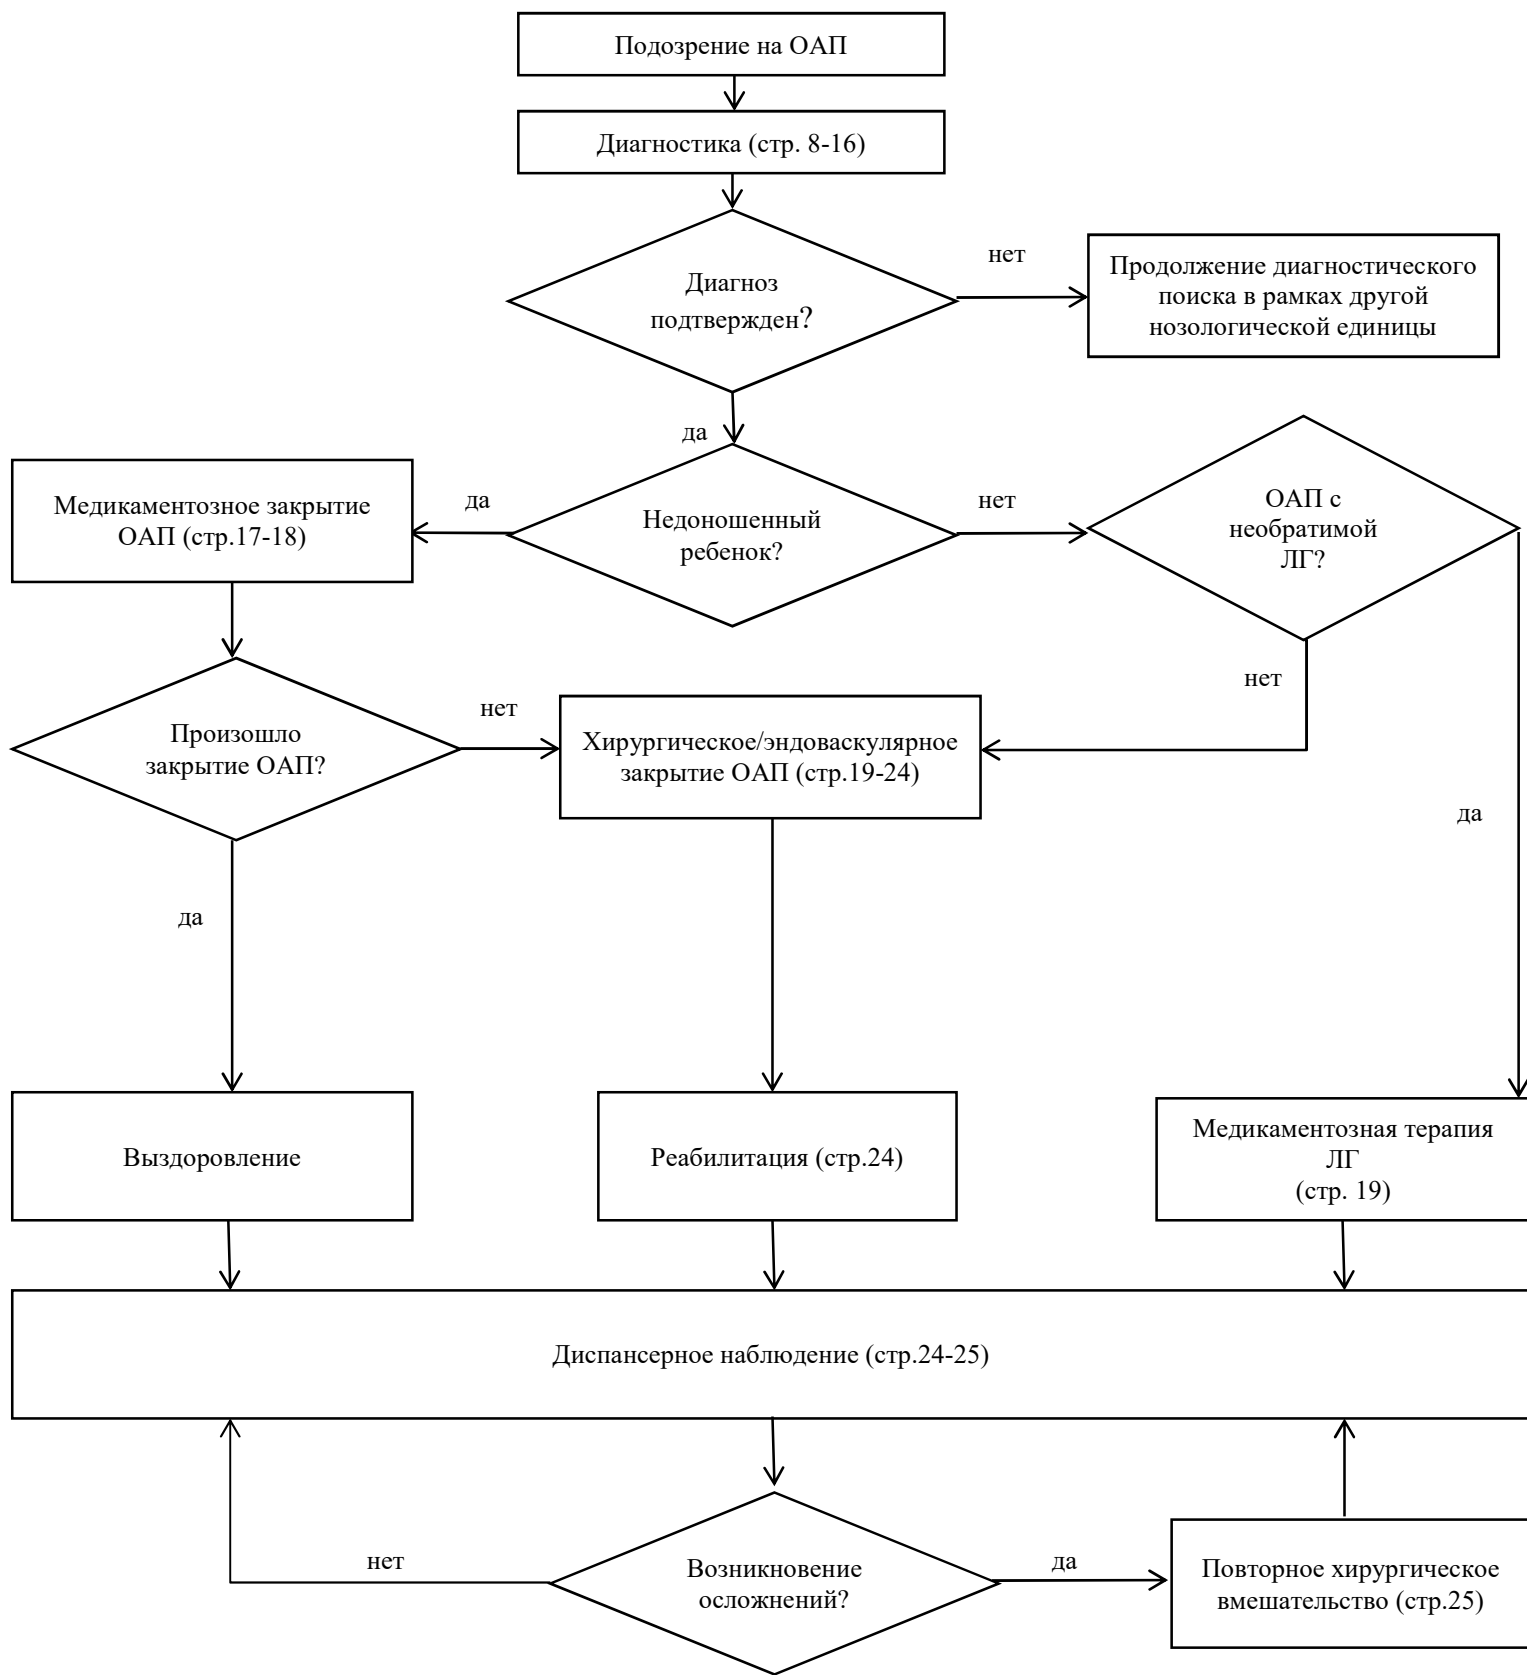 Подозрение на ОАП
Диагностика (стр. 8-16)
Диагноз
подтвержден?
нет
Продолжение диагностического
поиска в рамках другой
нозологической единицы
да
Медикаментозное закрытие
ОАП (стр.17-18)
да
Недоношенный
ребенок?
нет
ОАП с
необратимой
ЛГ?
нет
Произошло
закрытие ОАП?
нет
Хирургическое/эндоваскулярное
закрытие ОАП (стр.19-24)
да
да
Выздоровление
Реабилитация (стр.24)
Медикаментозная терапия
ЛГ
(стр. 19)
Диспансерное наблюдение (стр.24-25)
нет
Возникновение
осложнений?
да
Повторное хирургическое
вмешательство (стр.25)